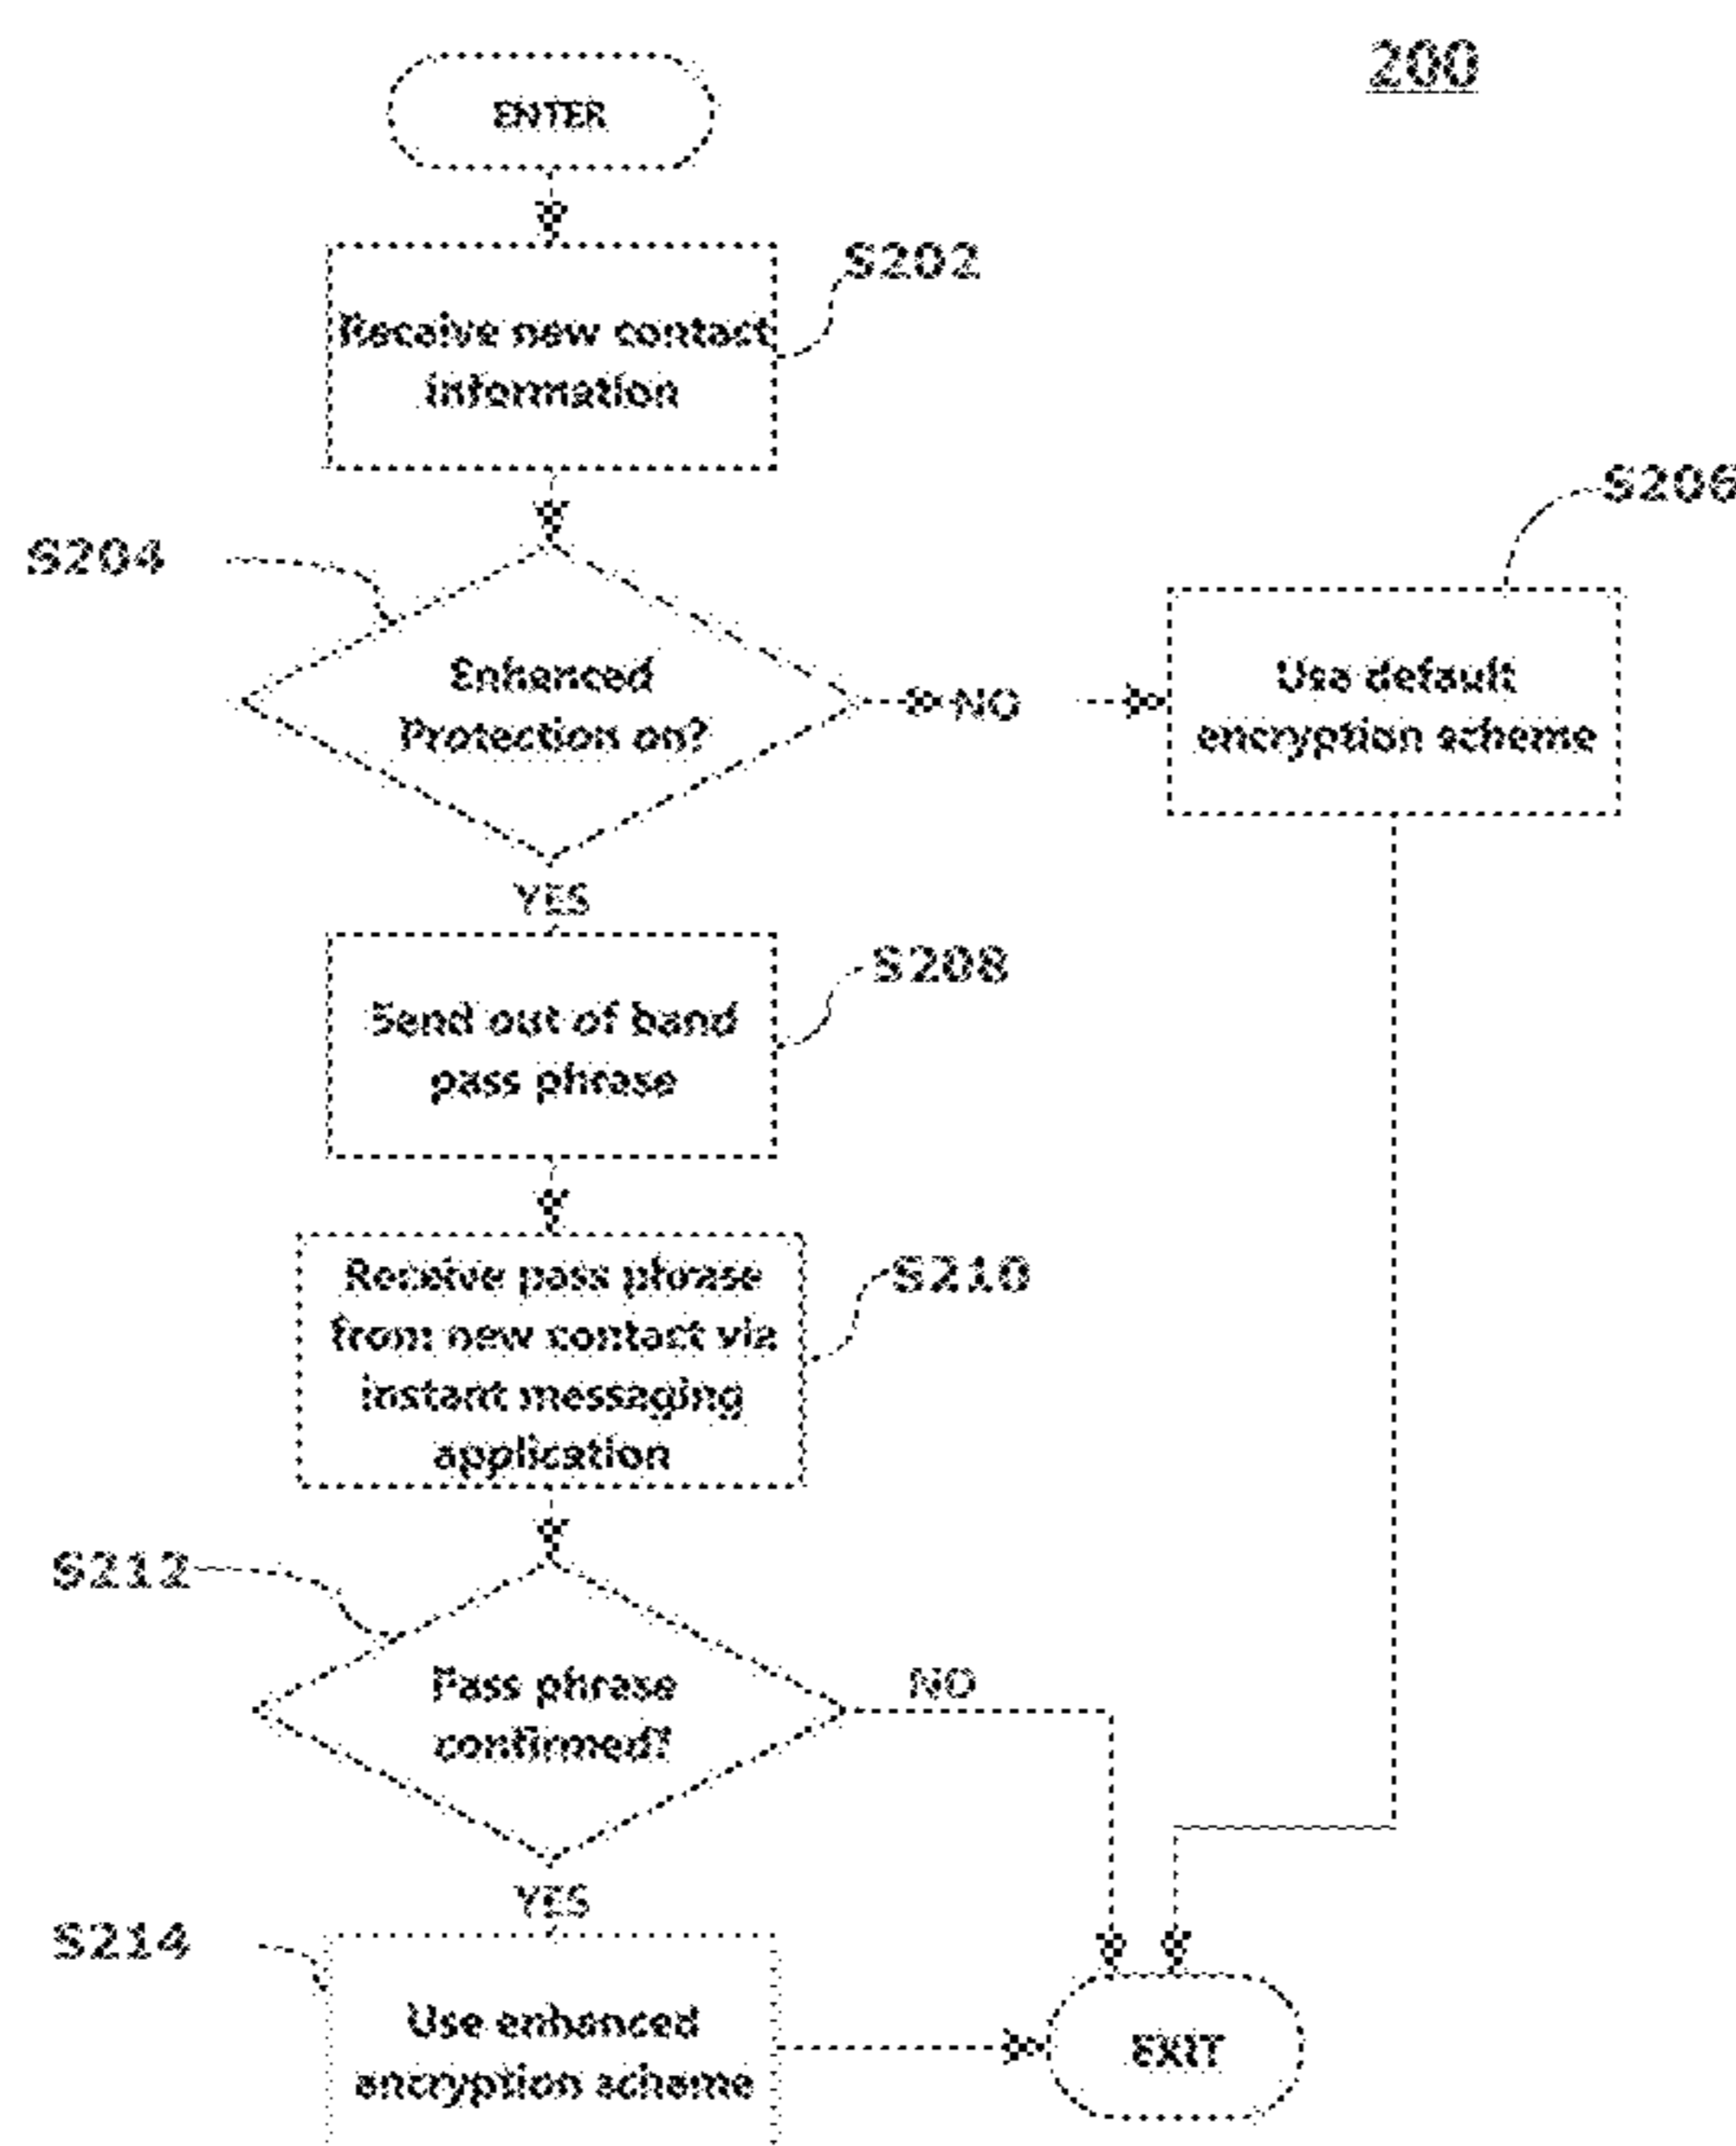 200
ENTER
S202
Receive new contact
information
S204
S206
Enhanced
Protection on?
NO
Use default
encryption scheme
YES
S208
Send out of band
pass phrase
S210
Receive pass phrase
from new contact via
instant messaging
application
S212
Pass phrase
confirmed?
NO
YES
S214
Use enhanced
encryption scheme
EXIT